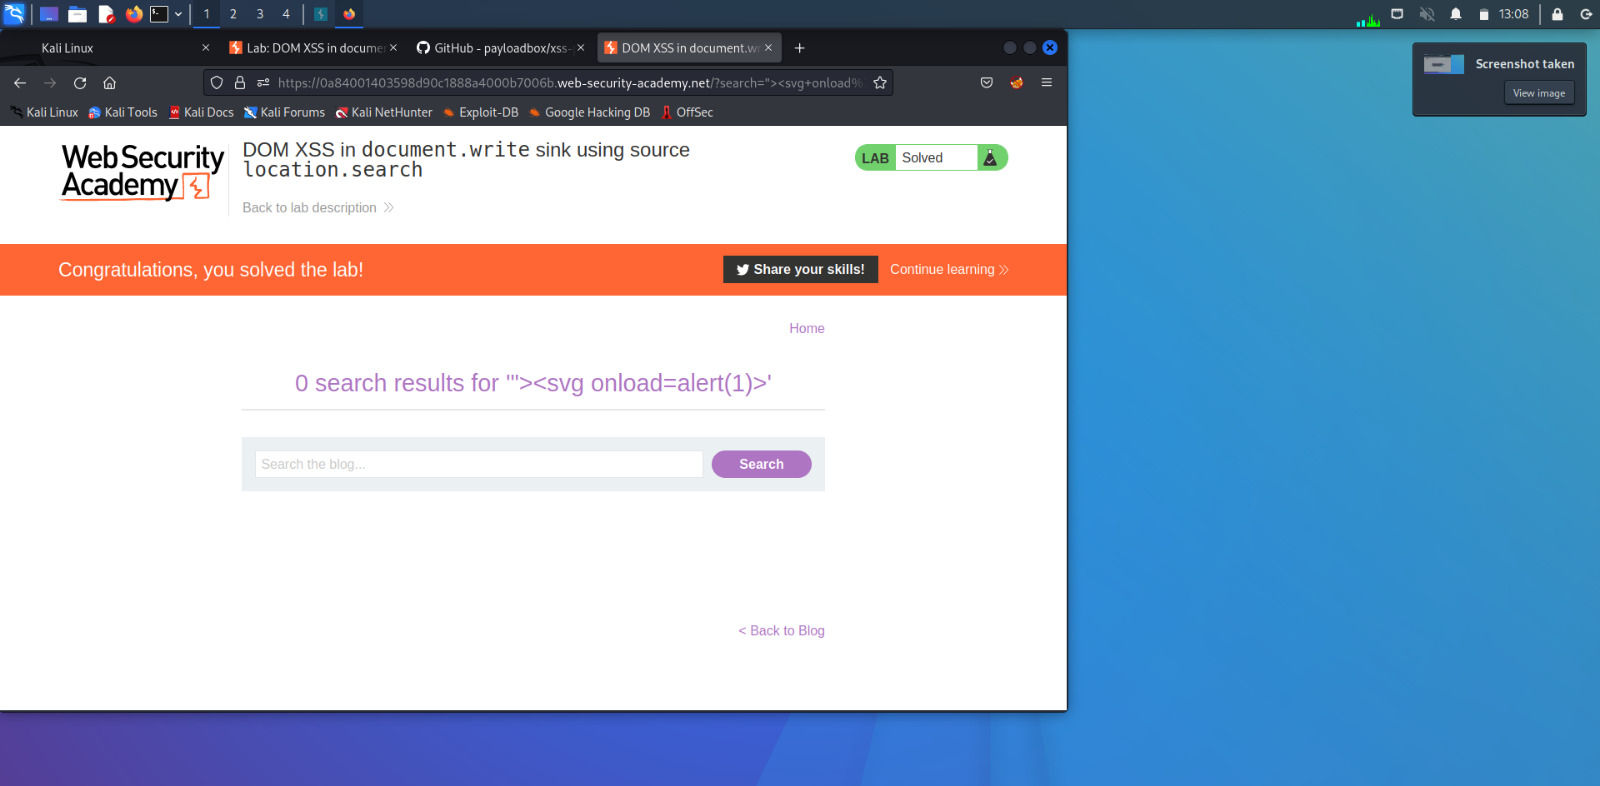 1 2 3 4 13:08
Kali Linux
Lab: DOM XSS in docume
GitHub - payloadbox/xss-
DOM XSS in document.w
https://0a84001403598d90c1888a4000b7006b.web-security-academy.net/?search="><svg+onload%
Kali Linux Kali Tools Kali Docs Kali Forums Kali NetHunter Exploit-DB Google Hacking DB OffSec
Screenshot taken
View image
Web Security
Academy
DOM XSS in document.write sink using source
location.search
Back to lab description
LAB Solved
Congratulations, you solved the lab!
Share your skills!
Continue learning
Home
0 search results for '"><svg onload=alert(1)>'
Search the blog...
Search
< Back to Blog